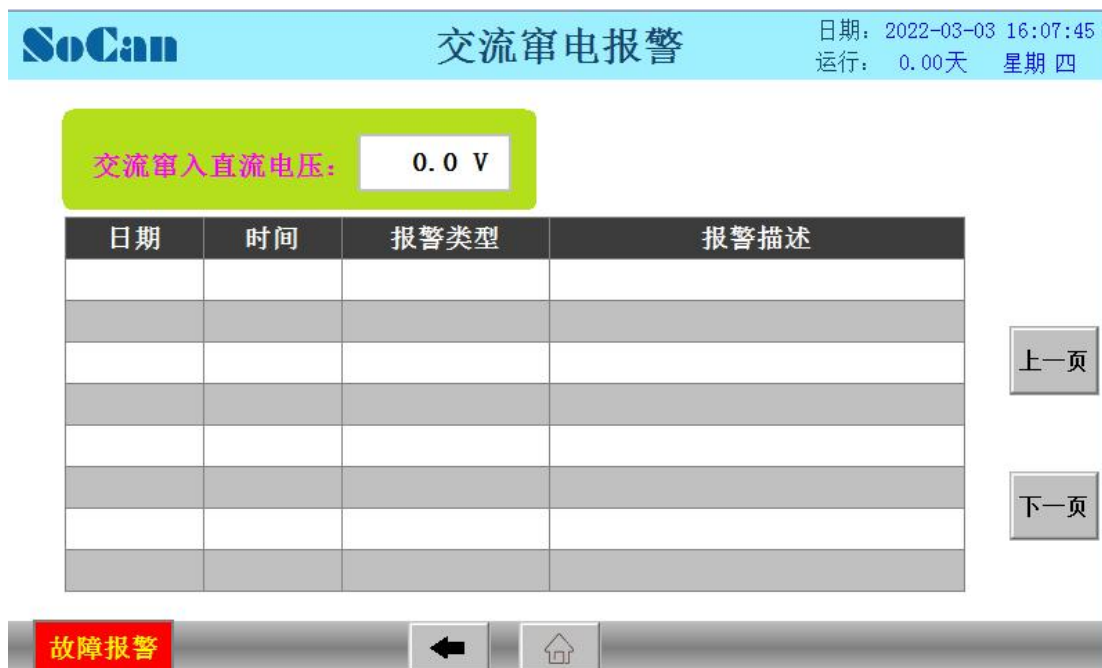 SoCan
交流窜电报警
日期: 2022-03-03 16:07:45
运行: 0.00天 星期 四
交流窜入直流电压: 0.0 V
日期 时间 报警类型 报警描述
上一页
下一页
故障报警